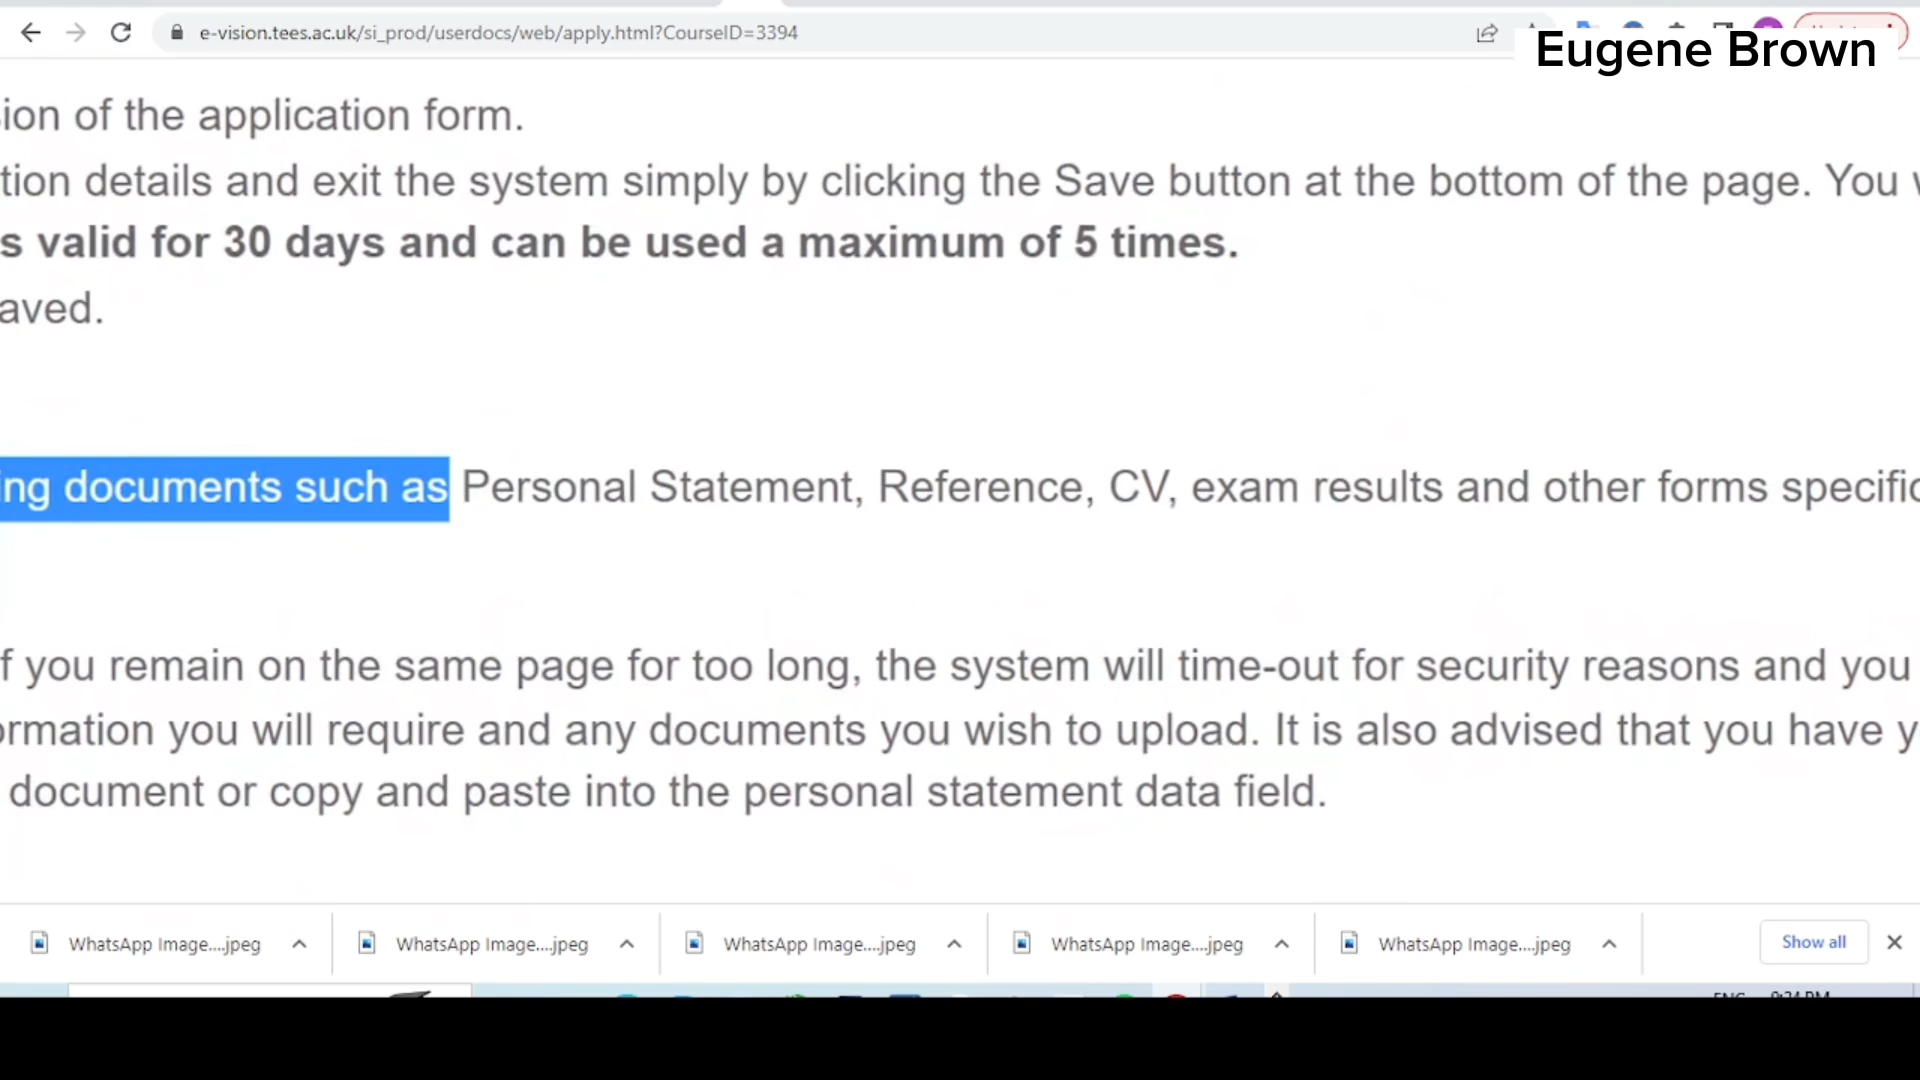 e-vision.tees.ac.uk/si_prod/userdocs/web/apply.html?CourseID=3394
Eugene Brown
ion of the application form.
tion details and exit the system simply by clicking the Save button at the bottom of the page. You
s valid for 30 days and can be used a maximum of 5 times.
aved.
ing documents such as Personal Statement, Reference, CV, exam results and other forms specific
f you remain on the same page for too long, the system will time-out for security reasons and you
ormation you will require and any documents you wish to upload. It is also advised that you have y
document or copy and paste into the personal statement data field.
WhatsApp Image....jpeg WhatsApp Image....jpeg WhatsApp Image....jpeg WhatsApp Image....jpeg WhatsApp Image....jpeg Show all